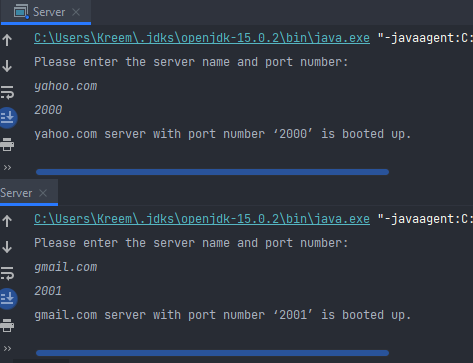 Server
C:\Users\Kreem\.jdks\openjdk-15.0.2\bin\java.exe "-javaagent:C:
Please enter the server name and port number:
yahoo.com
2000
yahoo.com server with port number ‘2000’ is booted up.
Server
C:\Users\Kreem\.jdks\openjdk-15.0.2\bin\java.exe "-javaagent:C:
Please enter the server name and port number:
gmail.com
2001
gmail.com server with port number ‘2001’ is booted up.